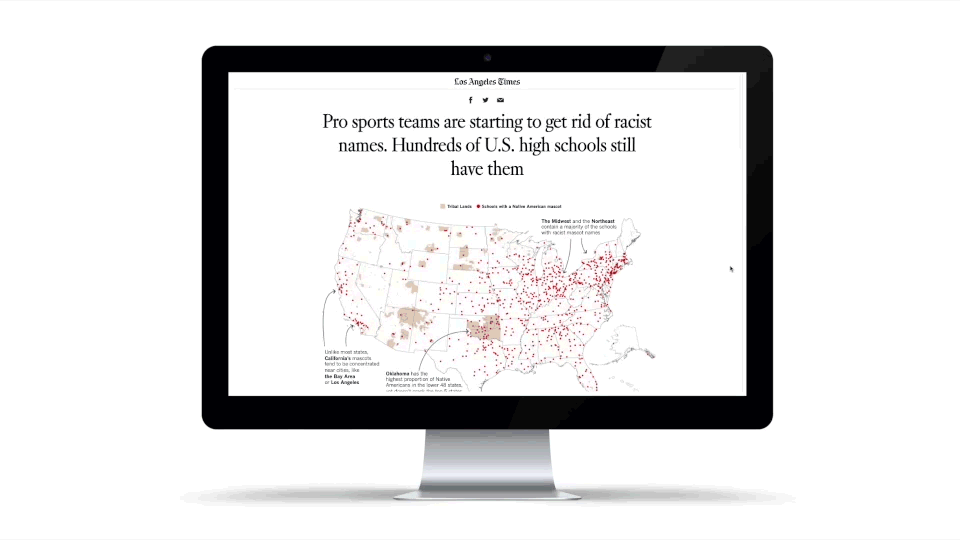 Los Angeles Times
Pro sports teams are starting to get rid of racist
names. Hundreds of U.S. high schools still
have them
Tribal Lands
Schools with a Native American mascot
The Midwest and the Northeast
contain a majority of the schools
with racist mascot names
Unlike most states,
California's mascots
tend to be concentrated
near cities, like
the Bay Area
or Los Angeles
Oklahoma has the
highest proportion of Native
Americans in the lower 48 states,